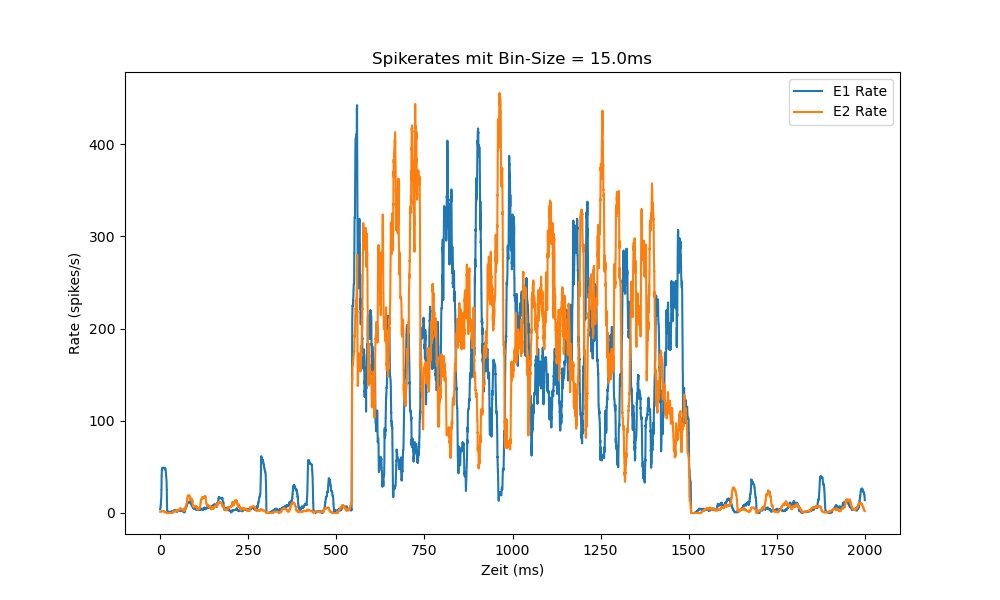 Spikerates mit Bin-Size = 15.0ms
E1 Rate
E2 Rate
Rate (spikes/s)
400
300
200
100
0
0 250 500 750 1000 1250 1500 1750 2000
Zeit (ms)